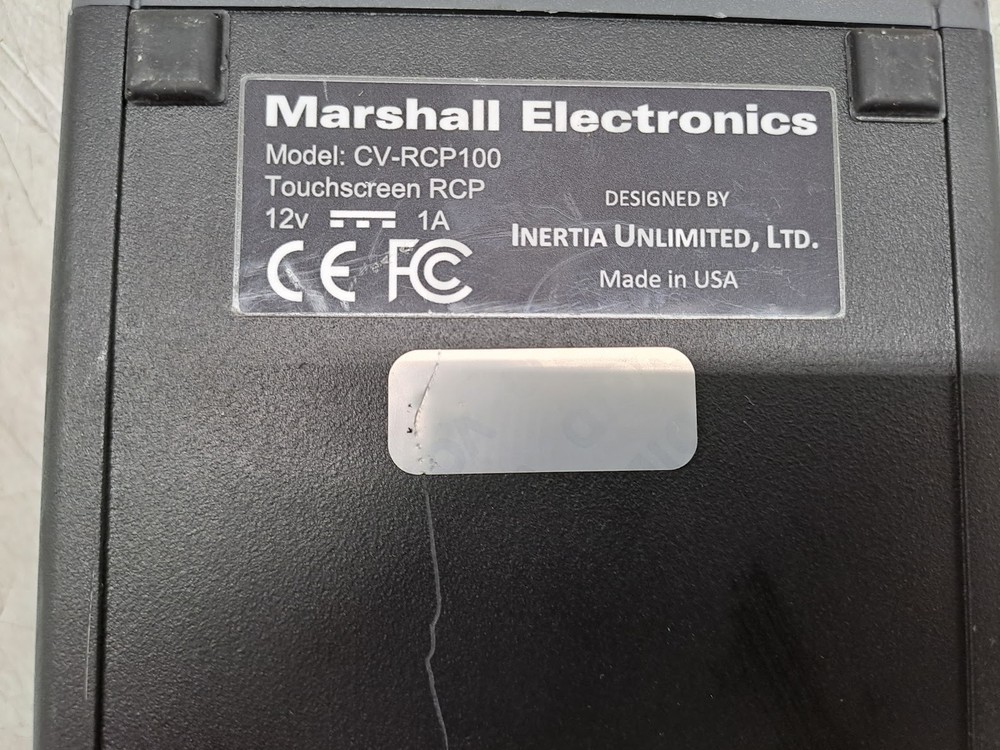 Marshall Electronics
Model: CV-RCP100
Touchscreen RCP
12v 1A
CE FC
DESIGNED BY
INERTIA UNLIMITED, LTD.
Made in USA